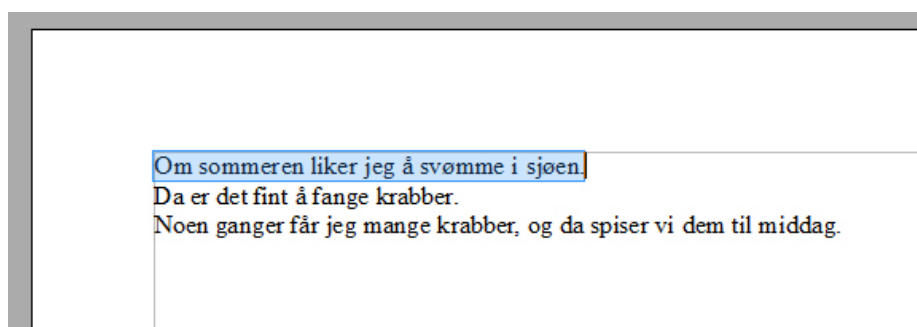 Om sommeren liker jeg å svømme i sjøen.
Da er det fint å fange krabber.
Noen ganger får jeg mange krabber, og da spiser vi dem til middag.